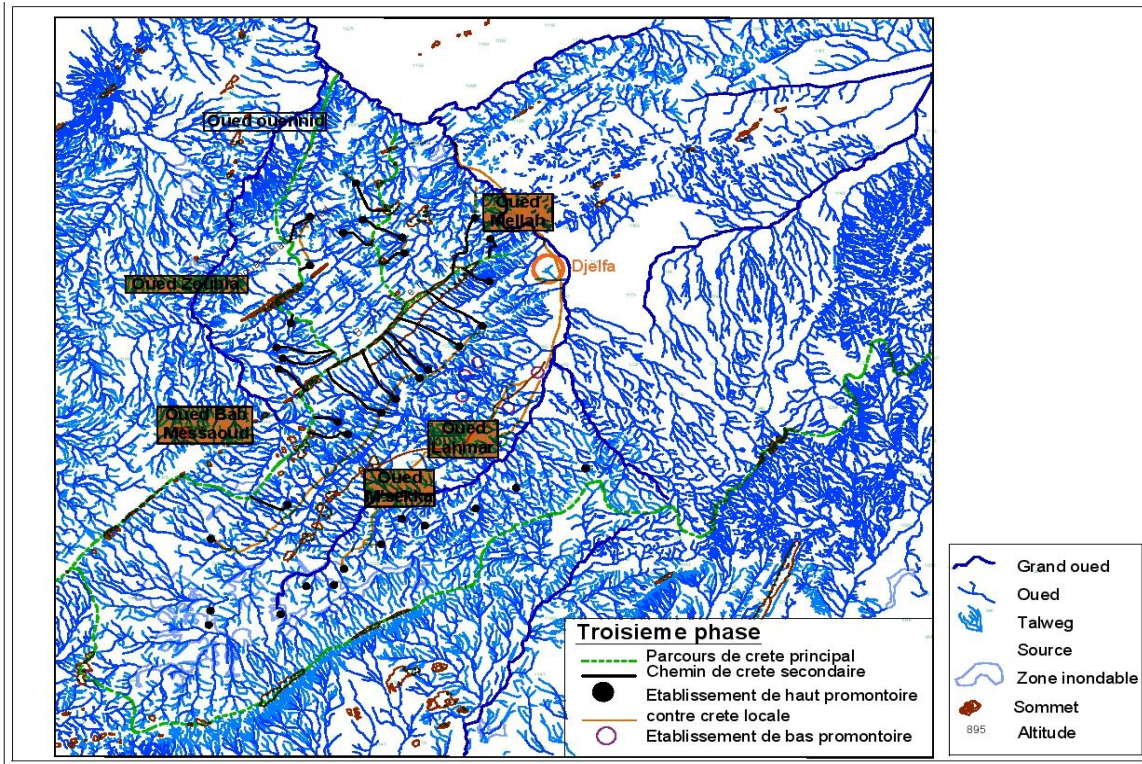 Oued ouennid
Oued
Mellah
Djelfa
Oued Zetibla
Oued Bab
Messaoud
Oued
Lahmar
Oued
Troisieme phase
Parcours de crete principal
Chemin de crete secondaire
Etablissement de haut promontoire
contre crete locale
Etablissement de bas promontoire
Grand oued
Oued
Talweg
Source
Zone inondable
Sommet
895 Altitude